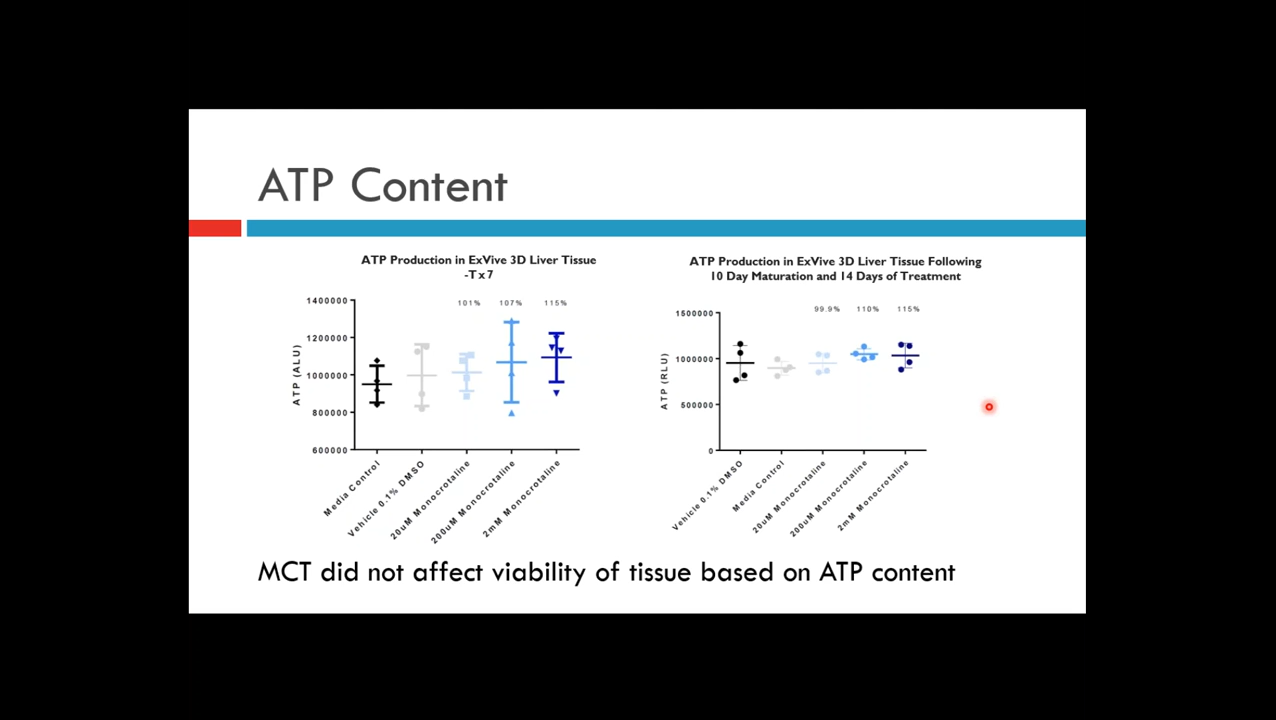 ATP Content
ATP Production in ExVive 3D Liver Tissue
-Tx7
1400000
1200000
1000000
800000
600000
ATP (ALU)
101%
107%
115%
Media Control
Vehicle 0.1% DMSO
20uM Monocrotaline
200uM Monocrotaline
2mM Monocrotaline
ATP Production in ExVive 3D Liver Tissue Following
10 Day Maturation and 14 Days of Treatment
1500000
1000000
500000
0
ATP (RLU)
99.9%
110%
115%
Vehicle 0.1% DMSO
Media Control
20uM Monocrotaline
200uM Monocrotaline
2mM Monocrotaline
MCT did not affect viability of tissue based on ATP content